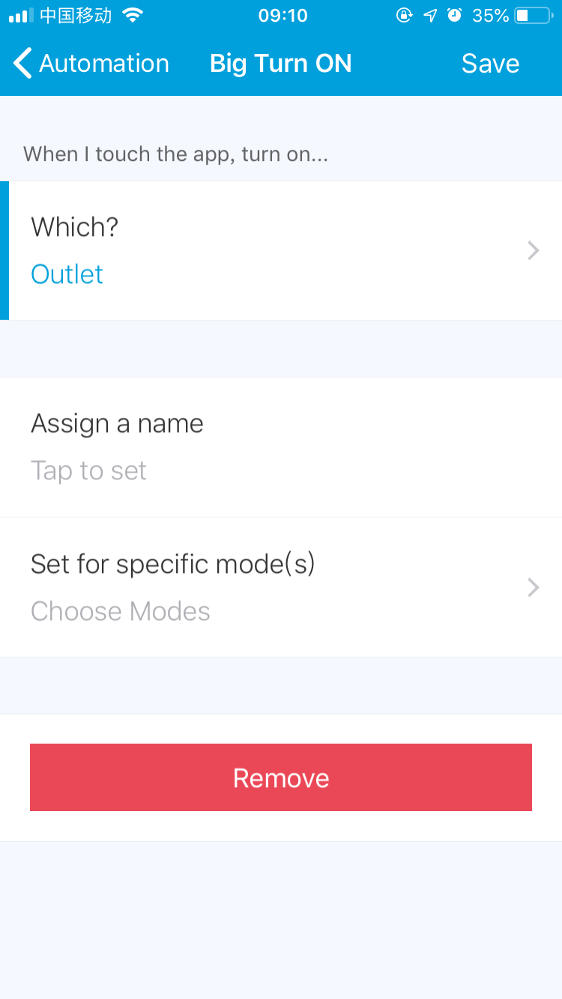 中国移动 09:10 35%
Automation Big Turn ON Save
When I touch the app, turn on...
Which?
Outlet
Assign a name
Tap to set
Set for specific mode(s)
Choose Modes
Remove